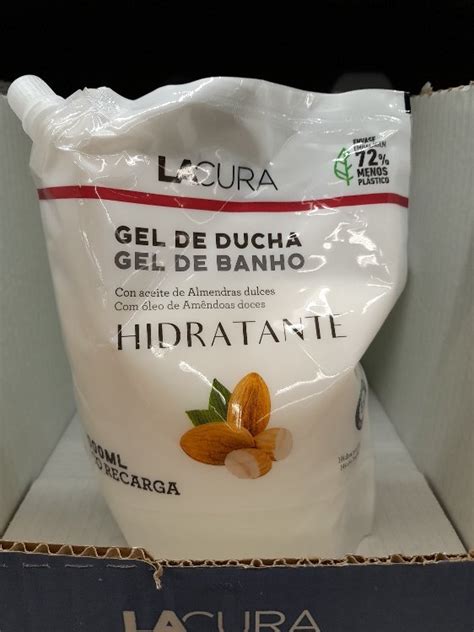 LACURA
ENVASE
72%
MENOS
PLÁSTICO
GEL DE DUCHA
GEL DE BANHO
Con aceite de Almendras dulces
Com óleo de Amêndoas doces
HIDRATANTE
RECARGA
LACURA